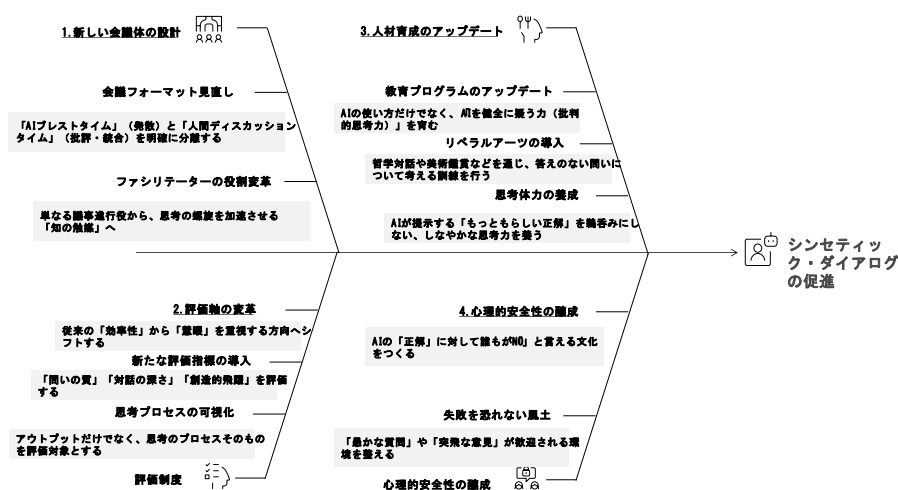 1.新しい会議体の設計
会議フォーマット見直し
「AIブレストタイム」（発散）と「人間ディスカッション
タイム」（批評・統合）を明確に分離する
ファシリテーターの役割変革
単なる議事進行役から、思考の螺旋を加速させる
「知の触媒」へ
3.人材育成のアップデート
教育プログラムのアップデート
AIの使い方だけでなく、AIを健全に疑う力（批判
的思考力）」を育む
リベラルアーツの導入
哲学対話や美術鑑賞などを通じ、答えのない問いに
ついて考える訓練を行う
思考体力の養成
AIが提示する「もっともらしい正解」を鵜呑みにし
ない、しなやかな思考力を養う
シンセティッ
ク・ダイアログ
の促進
2.評価軸の変革
従来の「効率性」から「慧眼」を重視する方向へシ
フトする
新たな評価指標の導入
「問いの質」「対話の深さ」「創造的飛躍」を評価
する
思考プロセスの可視化
アウトプットだけでなく、思考のプロセスそのもの
を評価対象とする
評価制度
4.心理的安全性の醸成
AIの「正解」に対して誰もがNO」と言える文化
をつくる
失敗を恐れない風土
「愚かな質問」や「突飛な意見」が歓迎される環
境を整える
心理的安全性の醸成